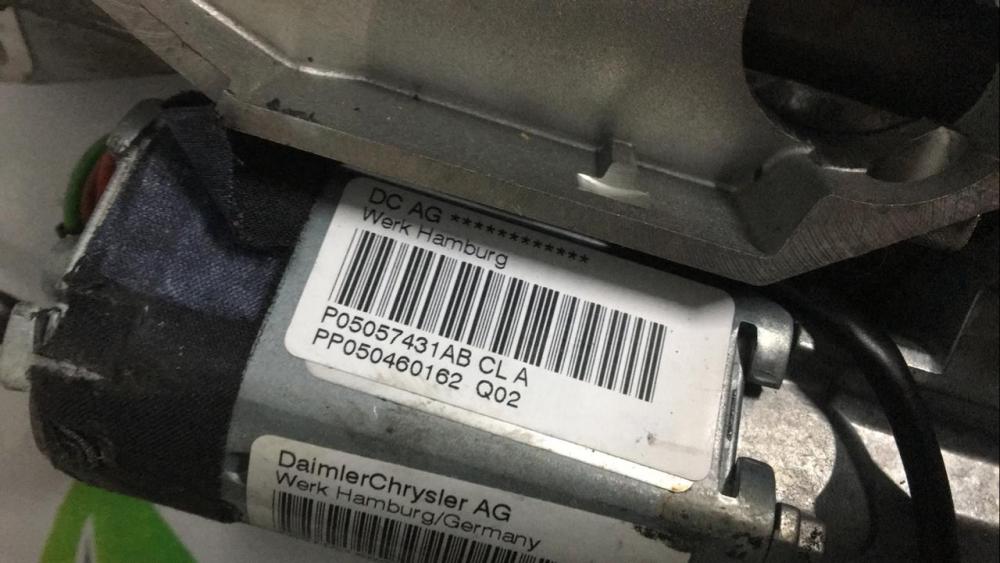 DC AG ************
Werk Hamburg
P05057431AB CL A
PP050460162 Q02
DaimlerChrysler AG
Werk Hamburg/Germany